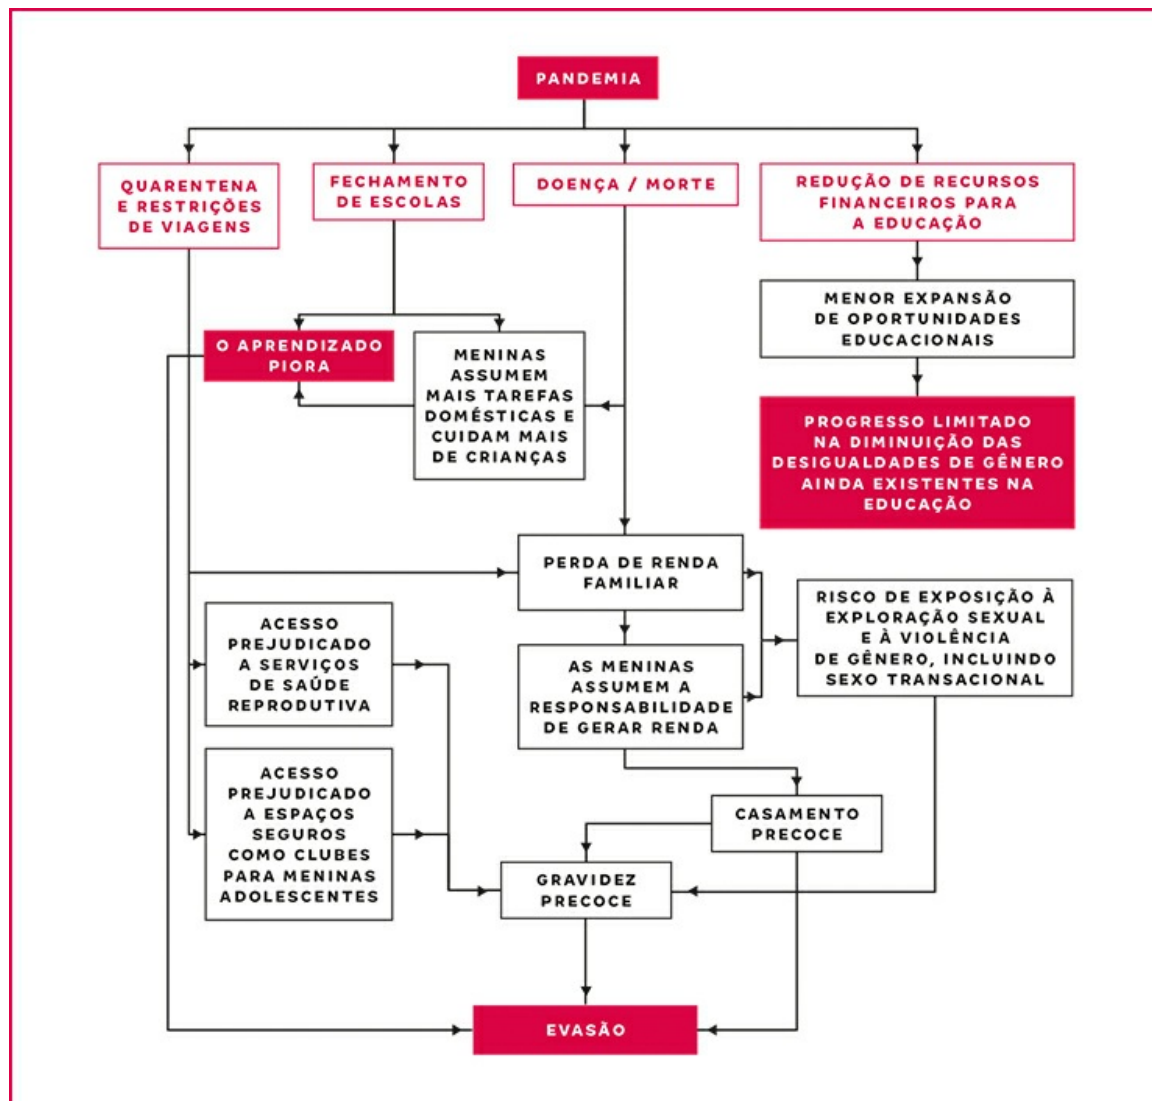 PANDEMIA
QUARENTENA
E RESTRIÇÕES
DE VIAGENS
FECHAMENTO
DE ESCOLAS
DOENÇA / MORTE
REDUÇÃO DE RECURSOS
FINANCEIROS PARA
A EDUCAÇÃO
MENOR EXPANSÃO
DE OPORTUNIDADES
EDUCACIONAIS
O APRENDIZADO
PIORA
MENINAS
ASSUMEM
MAIS TAREFAS
DOMÉSTICAS E
CUIDAM MAIS
DE CRIANÇAS
PROGRESSO LIMITADO
NA DIMINUIÇÃO DAS
DESIGUALDADES DE GÊNERO
AINDA EXISTENTES NA
EDUCAÇÃO
PERDA DE RENDA
FAMILIAR
RISCO DE EXPOSIÇÃO À
EXPLORAÇÃO SEXUAL
E À VIOLÊNCIA
DE GÊNERO, INCLUINDO
SEXO TRANSACIONAL
ACESSO
PREJUDICADO
A SERVIÇOS
DE SAÚDE
REPRODUTIVA
AS MENINAS
ASSUMEM A
RESPONSABILIDADE
DE GERAR RENDA
ACESSO
PREJUDICADO
A ESPAÇOS
SEGUROS
COMO CLUBES
PARA MENINAS
ADOLESCENTES
CASAMENTO
PRECOCE
GRAVIDEZ
PRECOCE
EVASÃO